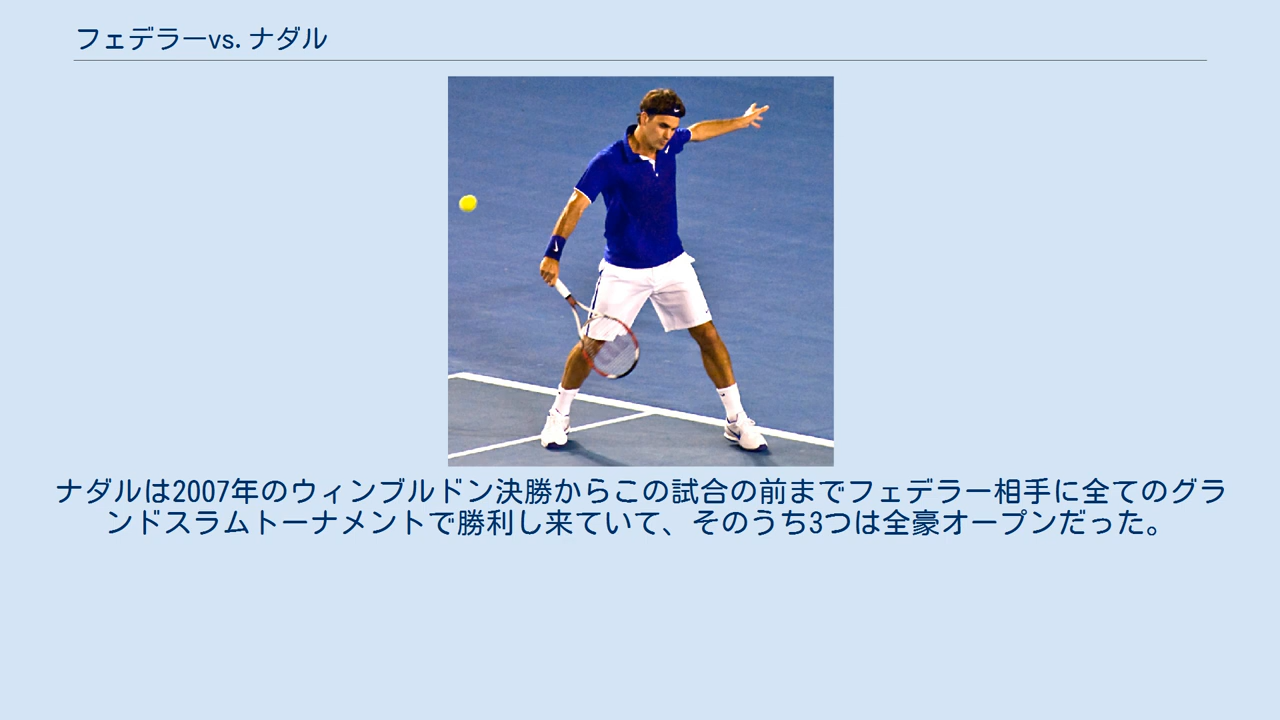 フェデラーvs. ナダル
ナダルは2007年のウィンブルドン決勝からこの試合の前までフェデラー相手に全てのグラ
ンドスラムトーナメントで勝利し来ていて、そのうち3つは全豪オープンだった。